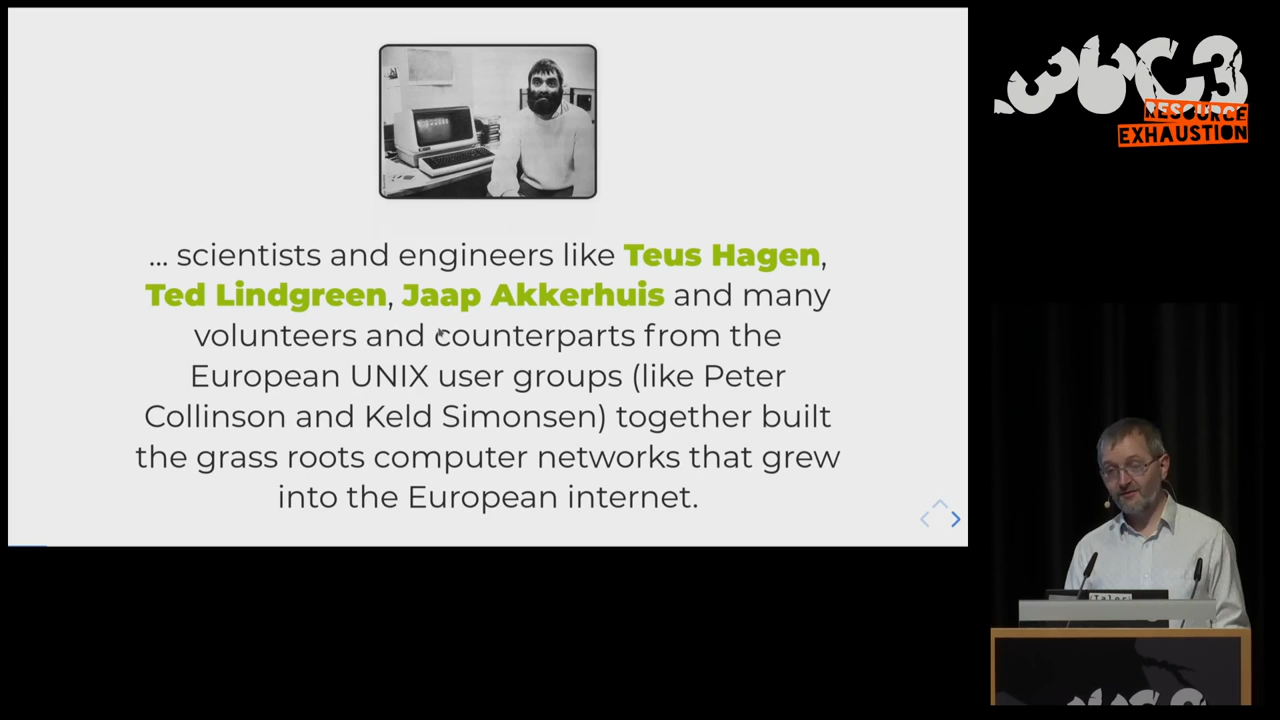 ... scientists and engineers like Teus Hagen,
Ted Lindgreen, Jaap Akkerhuis and many
volunteers and counterparts from the
European UNIX user groups (like Peter
Collinson and Keld Simonsen) together built
the grass roots computer networks that grew
into the European internet.
36C3
RESOURCE
EXHAUSTION
Taler